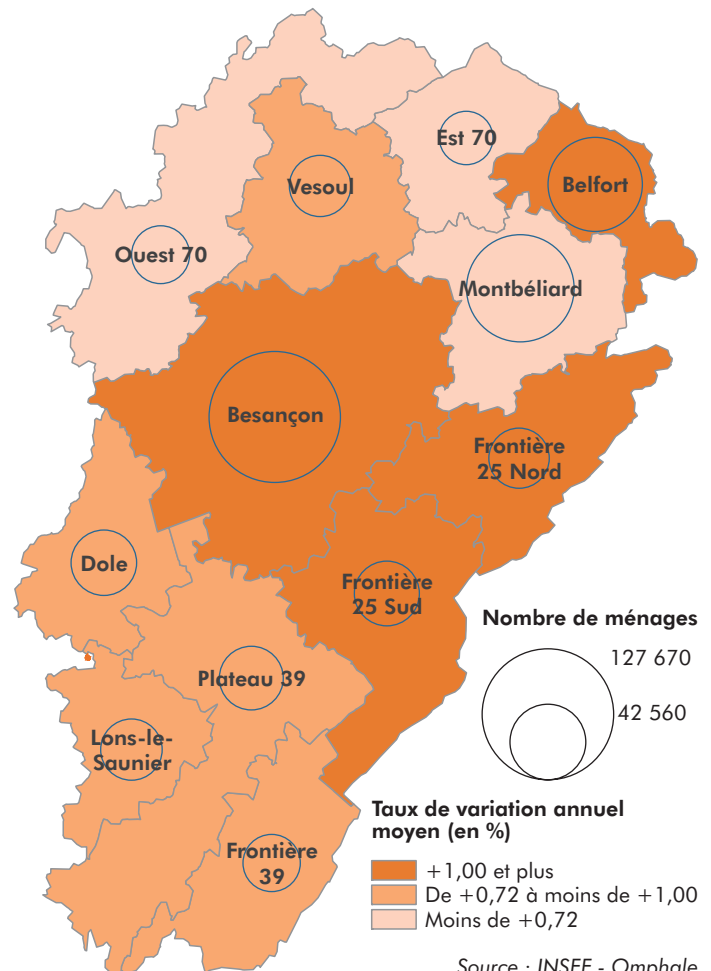 Est 70
Vesoul
Belfort
Ouest 70
Montbéliard
Besançon
Frontière
25 Nord
Dole
Frontière
25 Sud
Plateau 39
Lons-le-
Saunier
Frontière
39
Nombre de ménages
127 670
42 560
Taux de variation annuel
moyen (en %)
+1,00 et plus
De +0,72 à moins de +1,00
Moins de +0,72
Source : INSEE - Omphale